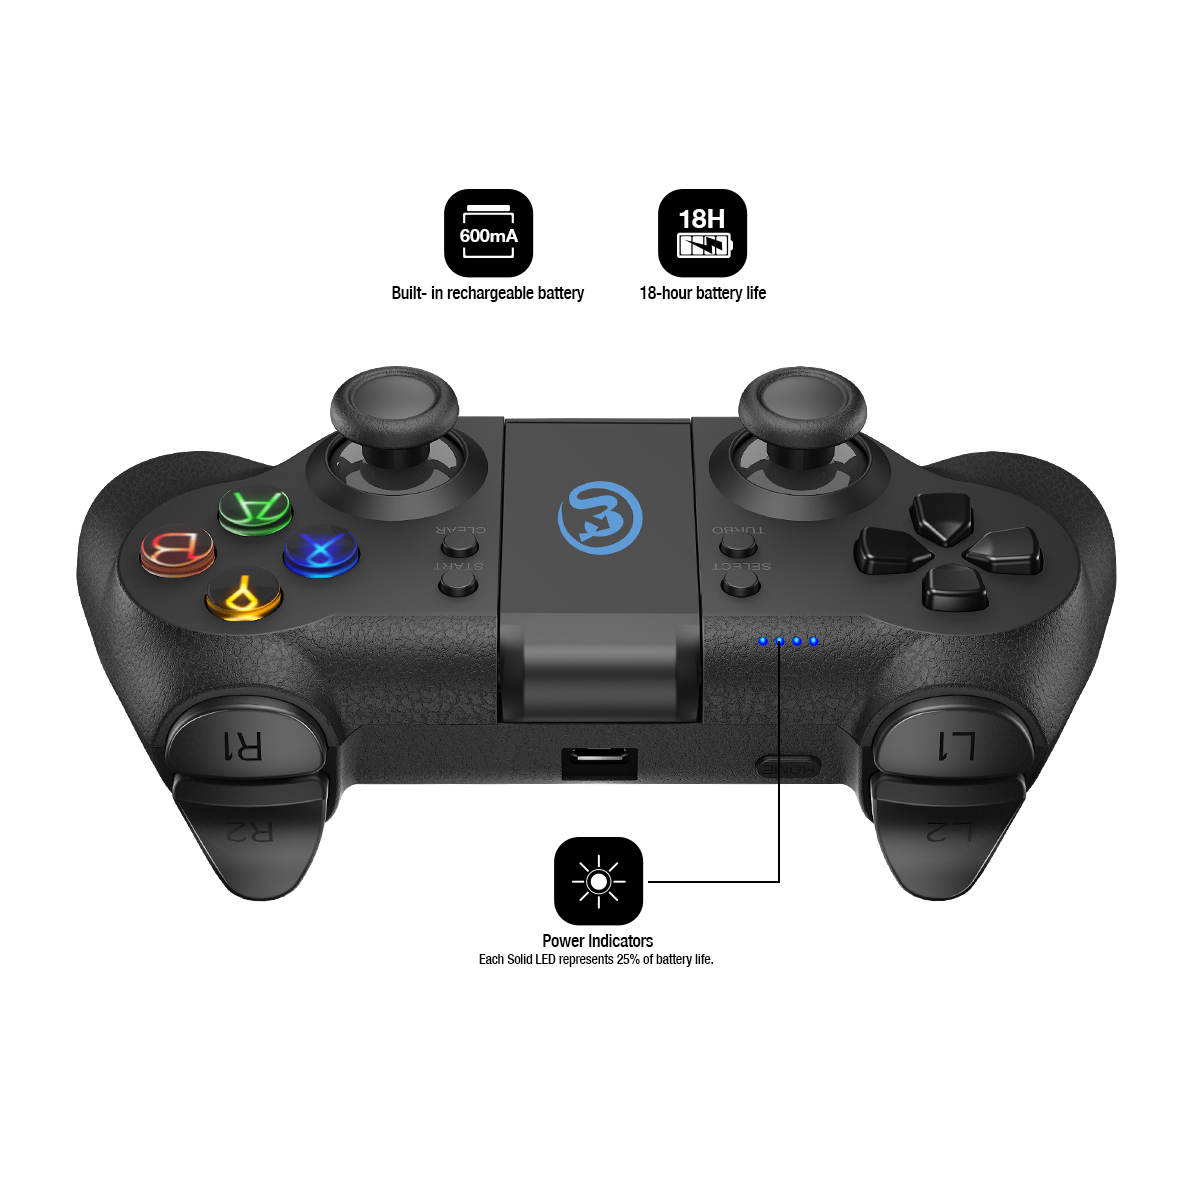 600mA
18H
Built- in rechargeable battery
18-hour battery life
A
B
X
Y
CLEAR
START
TURBO
SELECT
R1
L1
HOME
R2
L2
Power Indicators
Each Solid LED represents 25% of battery life.